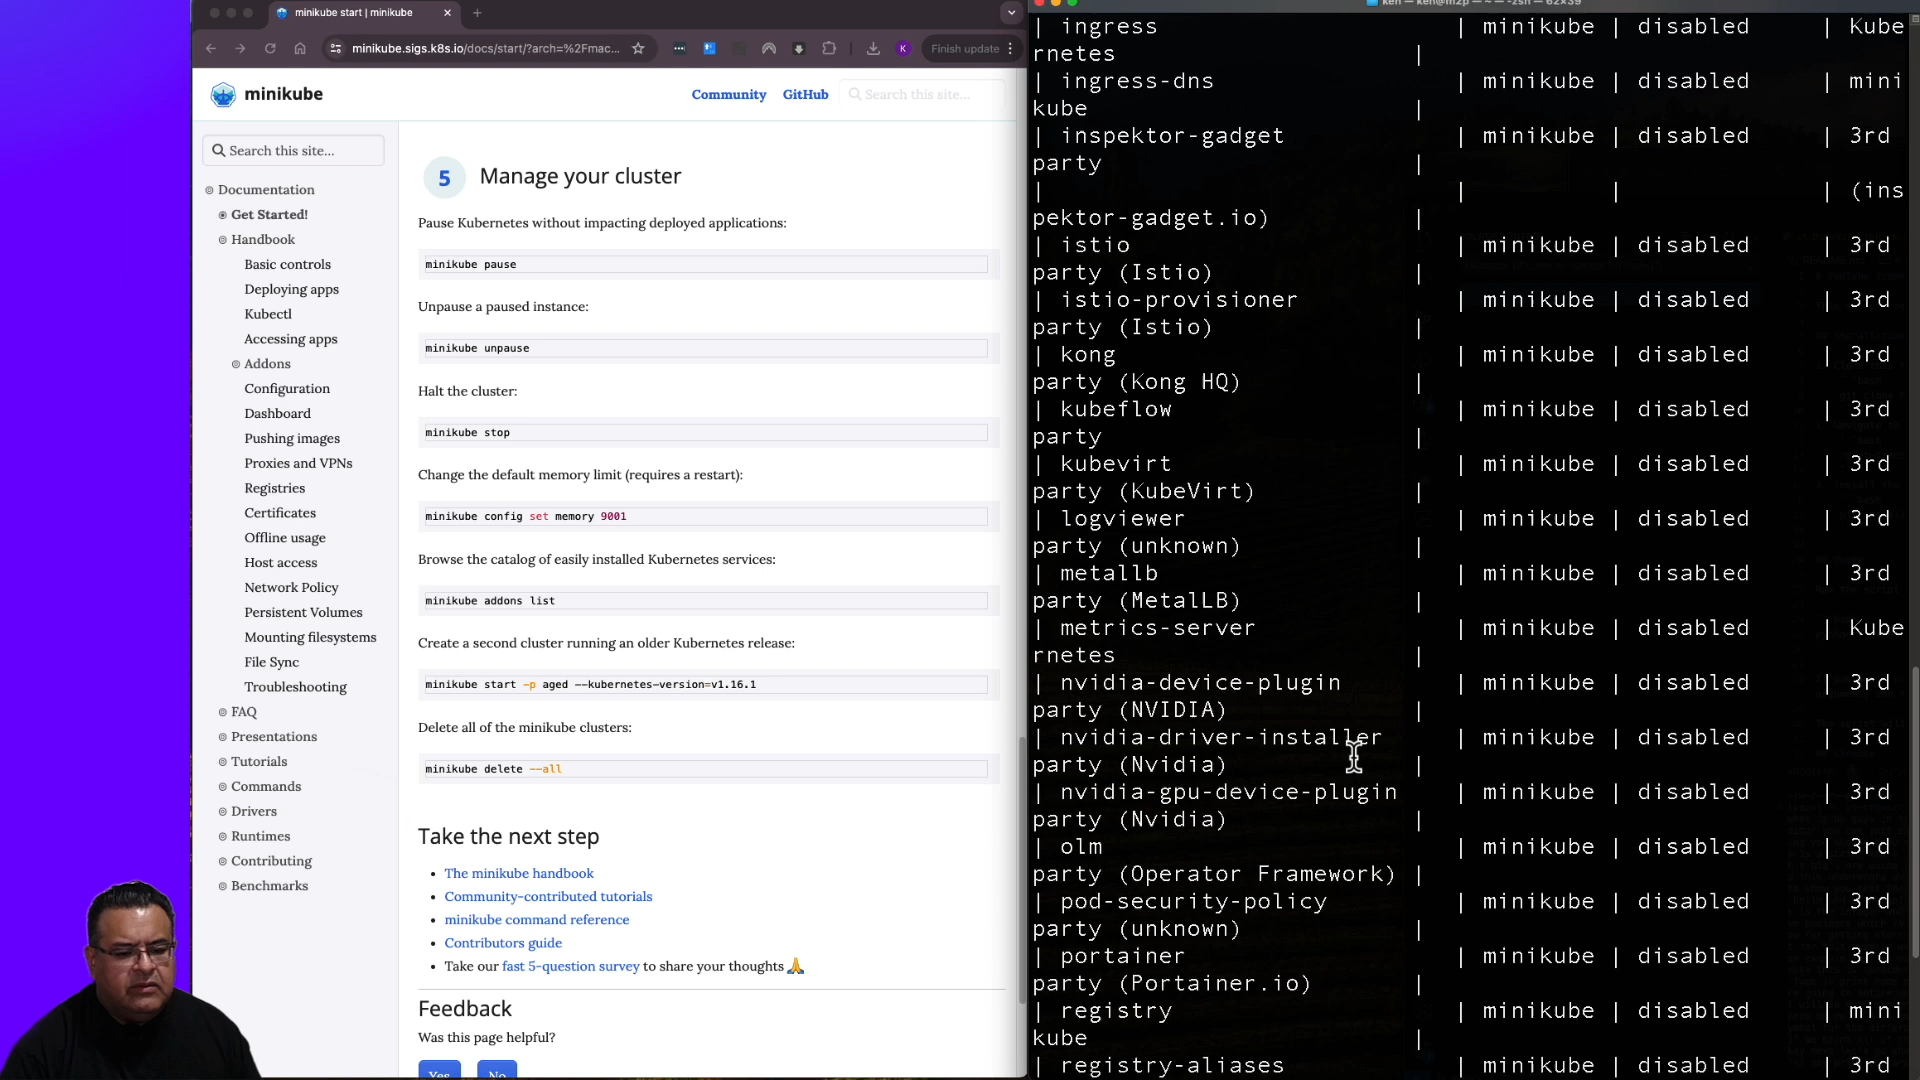 minikube start | minikube
minikube.sigs.k8s.io/docs/start/?arch=%2Fmac...
K
Finish update
minikube
Community
GitHub
Search this site...
Search this site...
Documentation
Get Started!
Handbook
Basic controls
Deploying apps
Kubectl
Accessing apps
Addons
Configuration
Dashboard
Pushing images
Proxies and VPNs
Registries
Certificates
Offline usage
Host access
Network Policy
Persistent Volumes
Mounting filesystems
File Sync
Troubleshooting
FAQ
Presentations
Tutorials
Commands
Drivers
Runtimes
Contributing
Benchmarks
5 Manage your cluster
Pause Kubernetes without impacting deployed applications:
minikube pause
Unpause a paused instance:
minikube unpause
Halt the cluster:
minikube stop
Change the default memory limit (requires a restart):
minikube config set memory 9001
Browse the catalog of easily installed Kubernetes services:
minikube addons list
Create a second cluster running an older Kubernetes release:
minikube start -p aged --kubernetes-version=v1.16.1
Delete all of the minikube clusters:
minikube delete --all
Take the next step
• The minikube handbook
• Community-contributed tutorials
• minikube command reference
• Contributors guide
• Take our fast 5-question survey to share your thoughts 🙏
Feedback
Was this page helpful?
Yes No
| ingress | minikube | disabled | Kube
rnetes |
| ingress-dns | minikube | disabled | mini
kube |
| inspektor-gadget | minikube | disabled | 3rd
party |
| | | | (ins
pektor-gadget.io) |
| istio | minikube | disabled | 3rd
party (Istio) |
| istio-provisioner | minikube | disabled | 3rd
party (Istio) |
| kong | minikube | disabled | 3rd
party (Kong HQ) |
| kubeflow | minikube | disabled | 3rd
party |
| kubevirt | minikube | disabled | 3rd
party (KubeVirt) |
| logviewer | minikube | disabled | 3rd
party (unknown) |
| metallb | minikube | disabled | 3rd
party (MetalLB) |
| metrics-server | minikube | disabled | Kube
rnetes |
| nvidia-device-plugin | minikube | disabled | 3rd
party (NVIDIA) |
| nvidia-driver-installer | minikube | disabled | 3rd
party (Nvidia) |
| nvidia-gpu-device-plugin | minikube | disabled | 3rd
party (Nvidia) |
| olm | minikube | disabled | 3rd
party (Operator Framework) |
| pod-security-policy | minikube | disabled | 3rd
party (unknown) |
| portainer | minikube | disabled | 3rd
party (Portainer.io) |
| registry | minikube | disabled | mini
kube |
| registry-aliases | minikube | disabled | 3rd